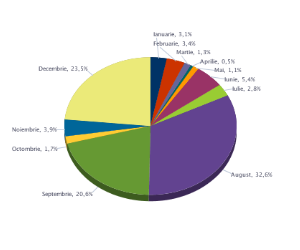 Ianuarie, 3,1%
Februarie, 3,4%
Martie, 1,3%
Aprilie, 0,5%
Mai, 1,1%
Iunie, 5,4%
Iulie, 2,8%
August, 32,6%
Septembrie, 20,6%
Octombrie, 1,7%
Noiembrie, 3,9%
Decembrie, 23,5%